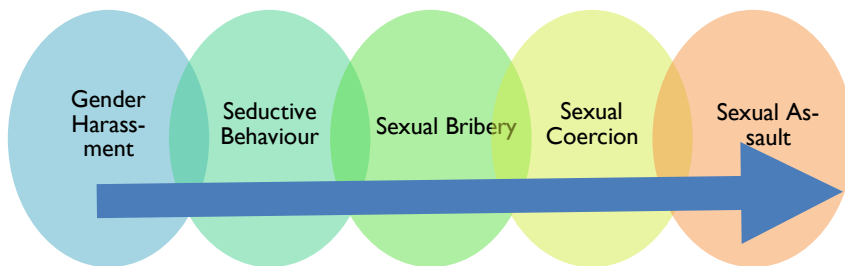 Gender
Harass-
ment
Seductive
Behaviour
Sexual Bribery
Sexual
Coercion
Sexual As-
sault